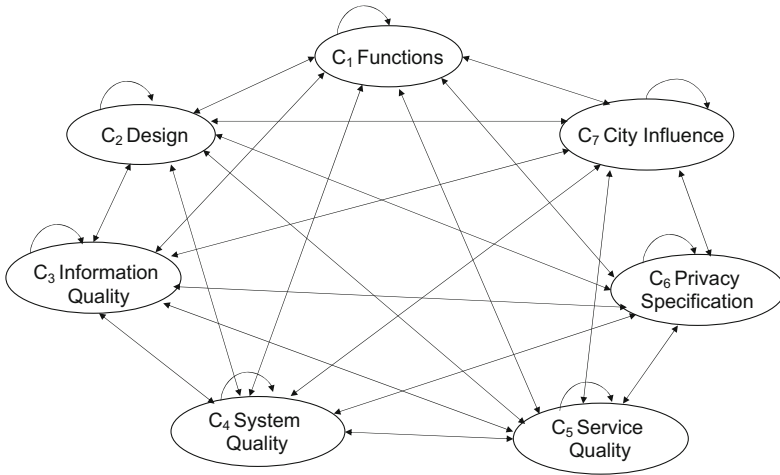 C₁ Functions
C₂ Design
C₇ City Influence
C₃ Information
Quality
C₆ Privacy
Specification
C₄ System
Quality
C₅ Service
Quality